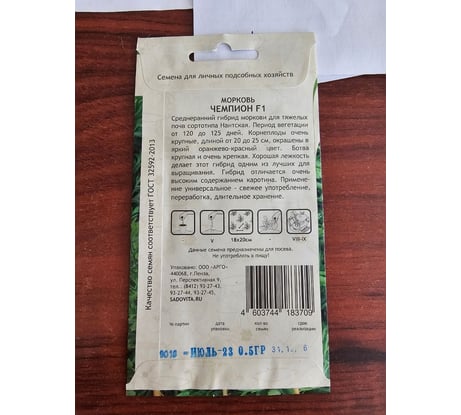 Семена для личных подсобных хозяйств
МОРКОВЬ
ЧЕМПИОН F1
Среднеранний гибрид моркови для тяжелых
почв сортотипа Нантская. Период вегетации
от 120 до 125 дней. Корнеплоды очень
крупные, длиной от 20 до 25 см, окрашены в
яркий оранжево-красный цвет. Ботва
крупная и очень крепкая. Хорошая лежкость
делает этот гибрид одним из лучших для
выращивания. Гибрид отличается очень
высоким содержанием каротина. Примене-
ние универсальное - свежее употребление,
переработка, длительное хранение.
V 18х20см - VIII-IX
Данные семена предназначены для посева.
Не употреблять в пищу!
Упаковано: ООО «АРГО»
440068, г.Пенза,
ул. Перспективная 9.
тел.: (8412) 93-27-43,
93-27-44, 93-27-45,
SADOVITA.RU
4 603744 183709
№ партии дата упаковки. кол во семян срок реализации
ИЮЛЬ-23 0.5ГР
Качество семян соответствует ГОСТ 32592-2013